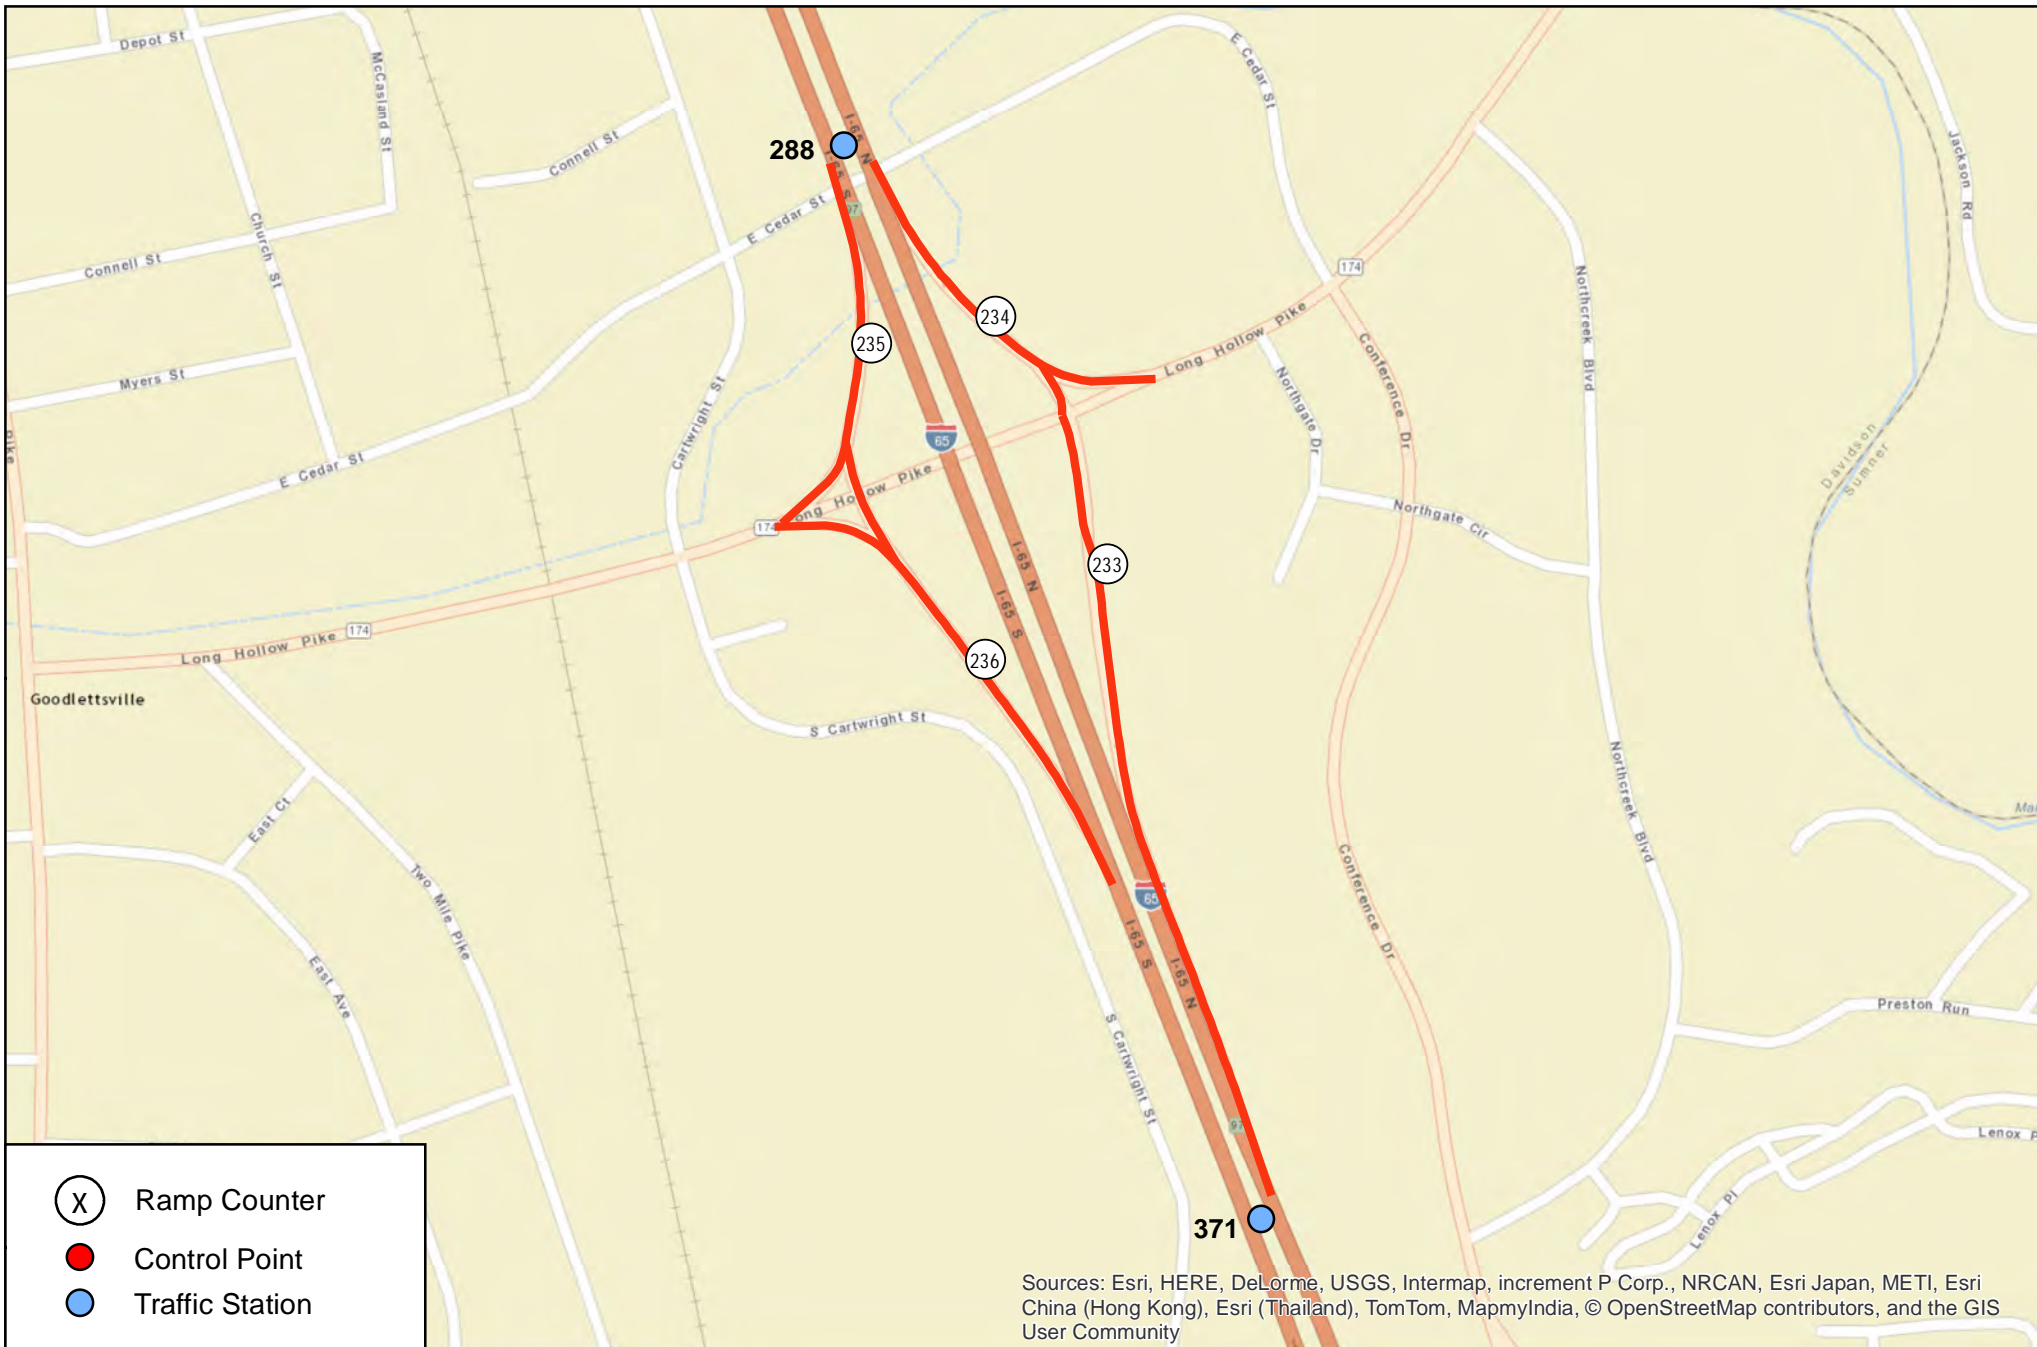 Depot St
McCasland St
E Cedar St
I-65 N
288
I-65 S
97
Connell St
Jackson Rd
E Cedar St
Church St
Connell St
174
Northcreek Blvd
234
235
Long Hollow Pike
Myers St
Conference Dr
Northgate Dr
Cartwright St
65
Pike
E Cedar St
Davidson
Sumner
Long Hollow Pike
174
Northgate Cir
I-65 N
233
I-65 S
Long Hollow Pike
174
236
Goodlettsville
S Cartwright St
Northcreek Blvd
East Ct
Two Mile Pike
Conference Dr
65
I-65 S
I-65 N
East Ave
Preston Run
S Cartwright St
97
Lenox P
Lenox Pl
371
X Ramp Counter
Control Point
Traffic Station
Sources: Esri, HERE, DeLorme, USGS, Intermap, increment P Corp., NRCAN, Esri Japan, METI, Esri
China (Hong Kong), Esri (Thailand), TomTom, MapmyIndia, © OpenStreetMap contributors, and the GIS
User Community